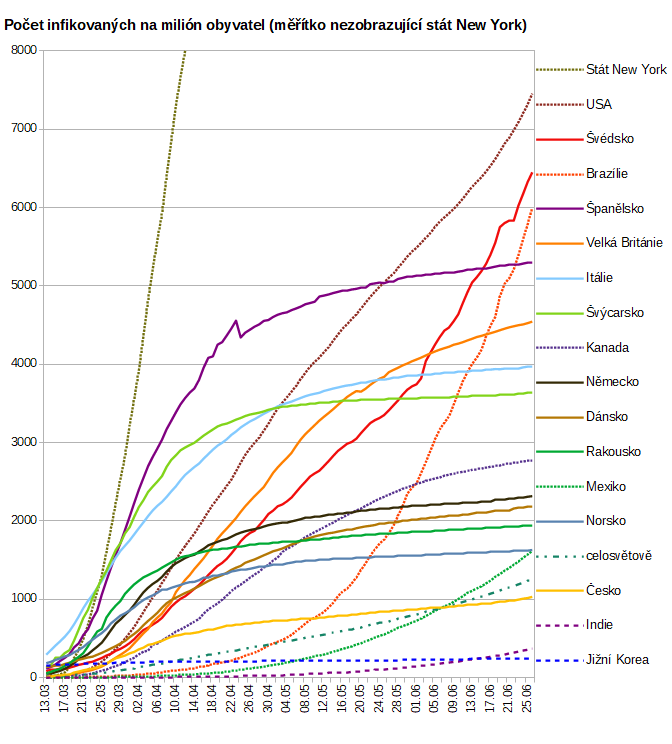 Počet infikovaných na milión obyvatel (měřítko nezobrazující stát New York)
8000
7000
6000
5000
4000
3000
2000
1000
0
13.03
17.03
21.03
25.03
29.03
02.04
06.04
10.04
14.04
18.04
22.04
26.04
30.04
04.05
08.05
12.05
16.05
20.05
24.05
28.05
01.06
05.06
09.06
13.06
17.06
21.06
25.06
Stát New York
USA
Švédsko
Brazílie
Španělsko
Velká Británie
Itálie
Švýcarsko
Kanada
Německo
Dánsko
Rakousko
Mexiko
Norsko
celosvětově
Česko
Indie
Jižní Korea